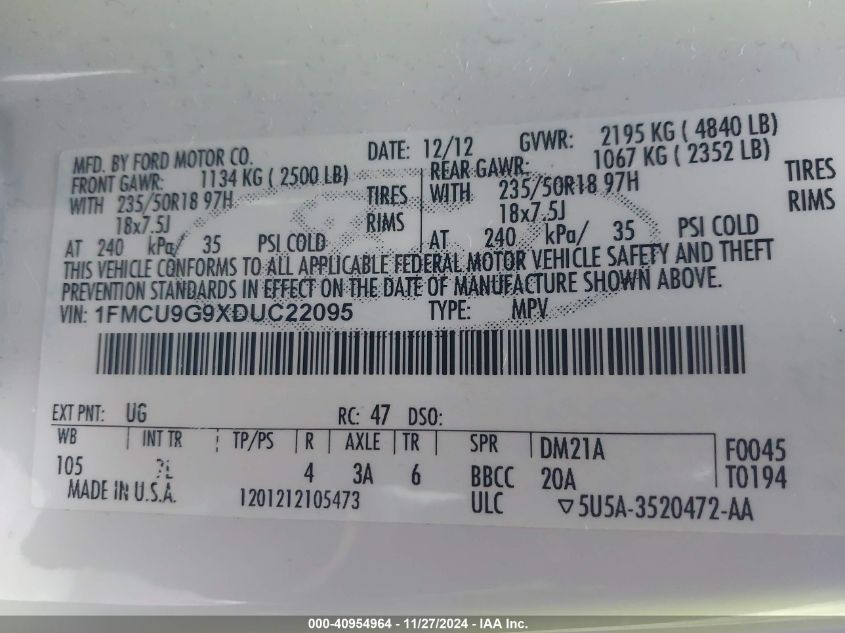 MFD. BY FORD MOTOR CO. DATE: 12/12 GVWR: 2195 KG ( 4840 LB)
FRONT GAWR: 1134 KG ( 2500 LB) REAR GAWR: 1067 KG ( 2352 LB)
WITH 235/50R18 97H TIRES WITH 235/50R18 97H TIRES
18x7.5J RIMS 18x7.5J RIMS
AT 240 kPa/ 35 PSI COLD AT 240 kPa/ 35 PSI COLD
THIS VEHICLE CONFORMS TO ALL APPLICABLE FEDERAL MOTOR VEHICLE SAFETY AND THEFT
PREVENTION STANDARDS IN EFFECT ON THE DATE OF MANUFACTURE SHOWN ABOVE.
VIN: 1FMCU9G9XDUC22095 TYPE: MPV
EXT PNT: UG RC: 47 DSO:
WB INT TR TP/PS R AXLE TR SPR DM21A F0045
105 4 3A 6 BBCC 20A T0194
MADE IN U.S.A. 1201212105473 ULC ▽5U5A-3520472-AA
000-40954964 - 11/27/2024 - IAA Inc.